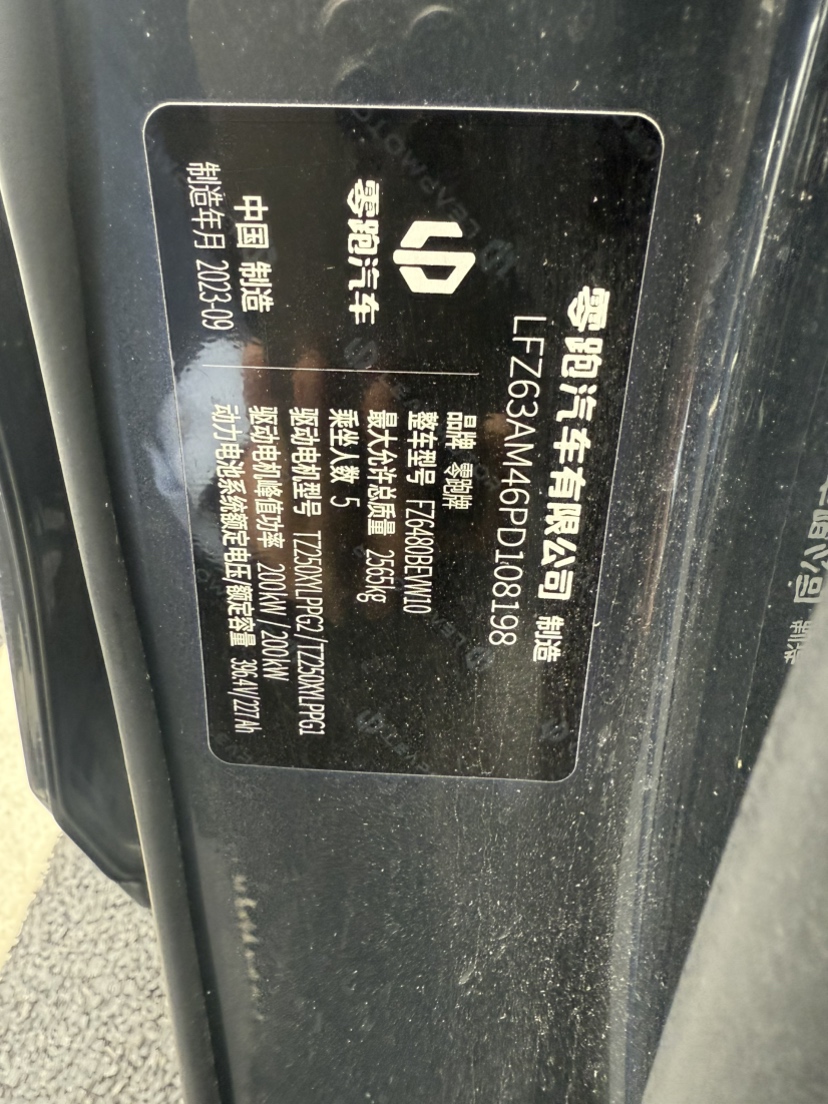 零跑汽车有限公司 制造
LFZ63AM46PD108198
零跑汽车
中国 制造
制造年月 2023-09
品牌 零跑牌
整车型号 FZ6480BEVW10
最大允许总质量 2565kg
乘坐人数 5
驱动电机型号 TZ250XYLPPG2/TZ250XYLPPG1
驱动电机峰值功率 200kW/200kW
动力电池系统额定电压/额定容量 396.4V/227Ah
限公司